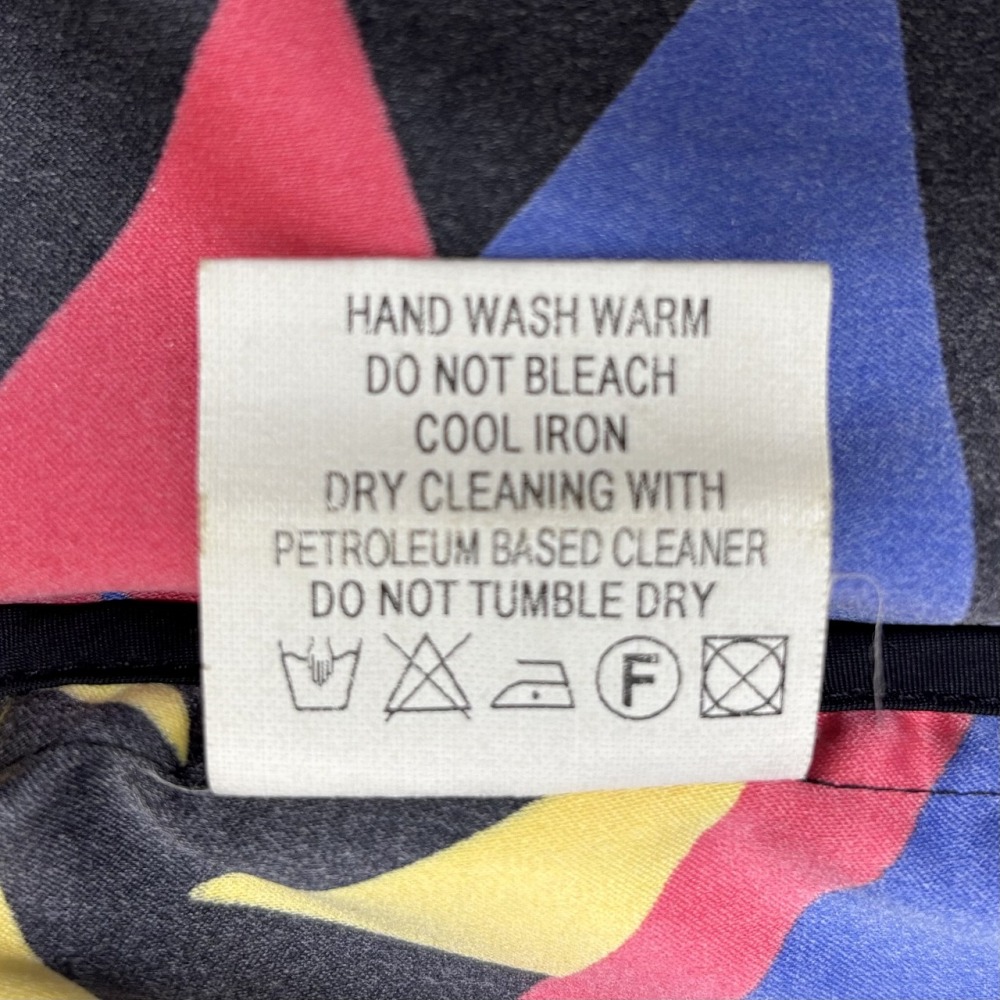 HAND WASH WARM
DO NOT BLEACH
COOL IRON
DRY CLEANING WITH
PETROLEUM BASED CLEANER
DO NOT TUMBLE DRY
F